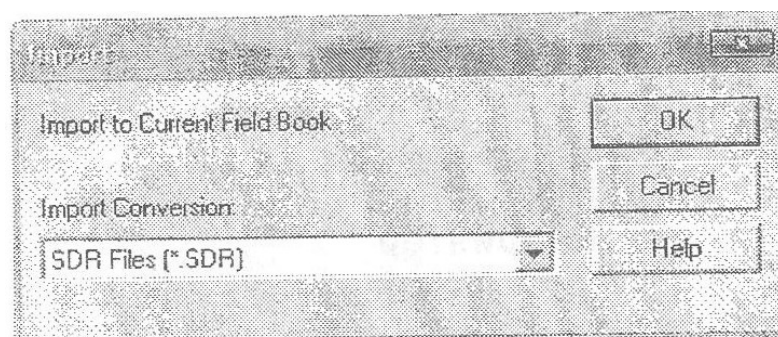 Import
Import to Current Field Book
OK
Cancel
Import Conversion:
SDR Files (*.SDR)
Help